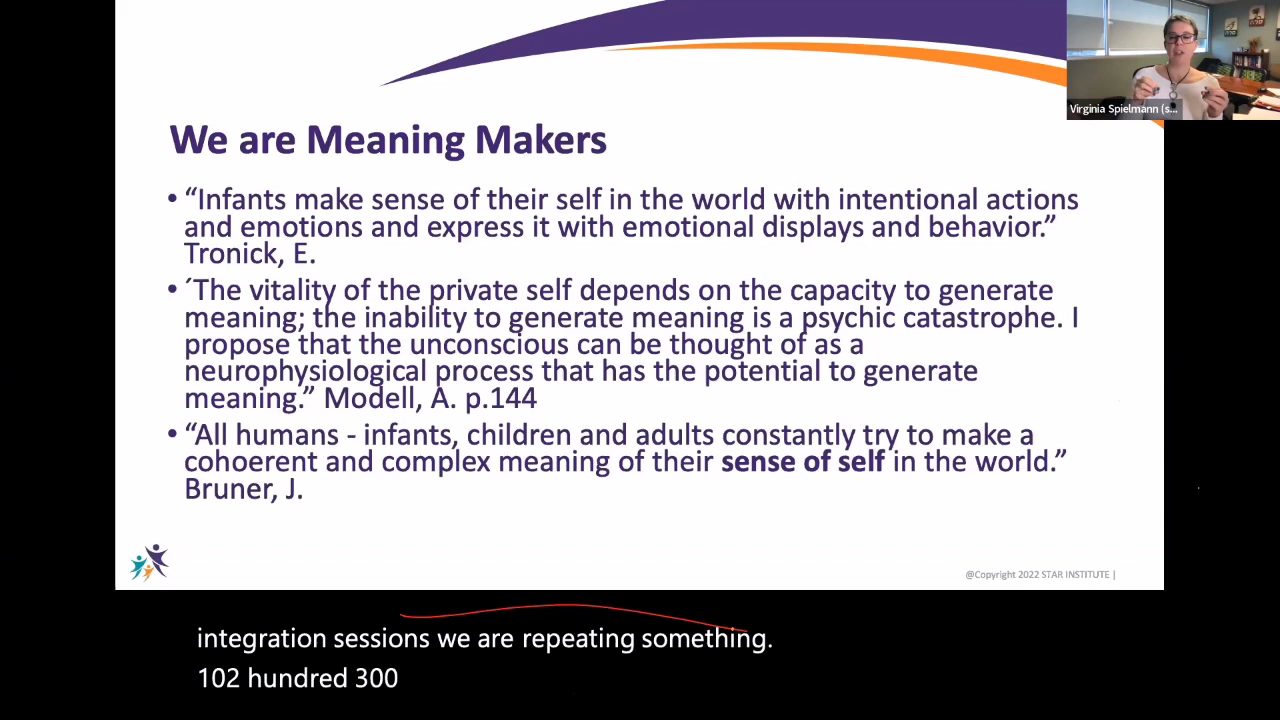 Virginia Spielmann (s...
We are Meaning Makers
• “Infants make sense of their self in the world with intentional actions
and emotions and express it with emotional displays and behavior.”
Tronick, E.
• ´The vitality of the private self depends on the capacity to generate
meaning; the inability to generate meaning is a psychic catastrophe. I
propose that the unconscious can be thought of as a
neurophysiological process that has the potential to generate
meaning.” Modell, A. p.144
• “All humans - infants, children and adults constantly try to make a
cohoerent and complex meaning of their sense of self in the world.”
Bruner, J.
@Copyright 2022 STAR INSTITUTE |
integration sessions we are repeating something.
102 hundred 300